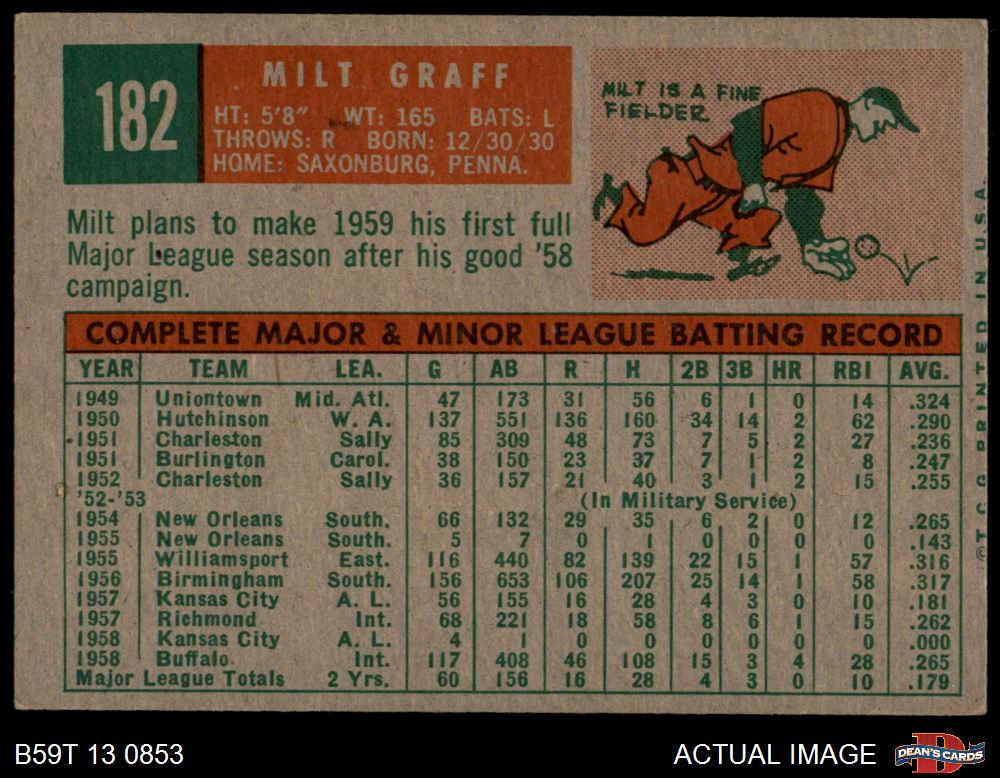 182
MILT GRAFF
HT: 5'8" WT: 165 BATS: L
THROWS: R BORN: 12/30/30
HOME: SAXONBURG, PENNA.
MILT IS A FINE
FIELDER
Milt plans to make 1959 his first full
Major League season after his good '58
campaign.
COMPLETE MAJOR & MINOR LEAGUE BATTING RECORD
YEAR TEAM LEA. G AB R H 2B 3B HR RBI AVG.
1949 Uniontown Mid. Atl. 47 173 31 56 6 1 0 14 .324
1950 Hutchinson W. A. 137 551 136 160 34 14 2 62 .290
1951 Charleston Sally 85 309 48 73 7 5 2 27 .236
1951 Burlington Carol. 38 150 23 37 7 1 2 8 .247
1952 Charleston Sally 36 157 21 40 3 1 2 15 .255
'52-'53 (In Military Service)
1954 New Orleans South. 66 132 29 35 6 2 0 12 .265
1955 New Orleans South. 5 7 0 1 0 0 0 0 .143
1955 Williamsport East. 116 440 82 139 22 15 1 57 .316
1956 Birmingham South. 156 653 106 207 25 14 1 58 .317
1957 Kansas City A. L. 56 155 16 28 4 3 0 10 .181
1957 Richmond Int. 68 221 18 58 8 6 1 15 .262
1958 Kansas City A. L. 4 1 0 0 0 0 0 0 .000
1958 Buffalo Int. 117 408 46 108 15 3 4 28 .265
Major League Totals 2 Yrs. 60 156 16 28 4 3 0 10 .179
© T. C. G. PRINTED IN U.S.A.
B59T 13 0853
ACTUAL IMAGE
DEAN'S CARDS